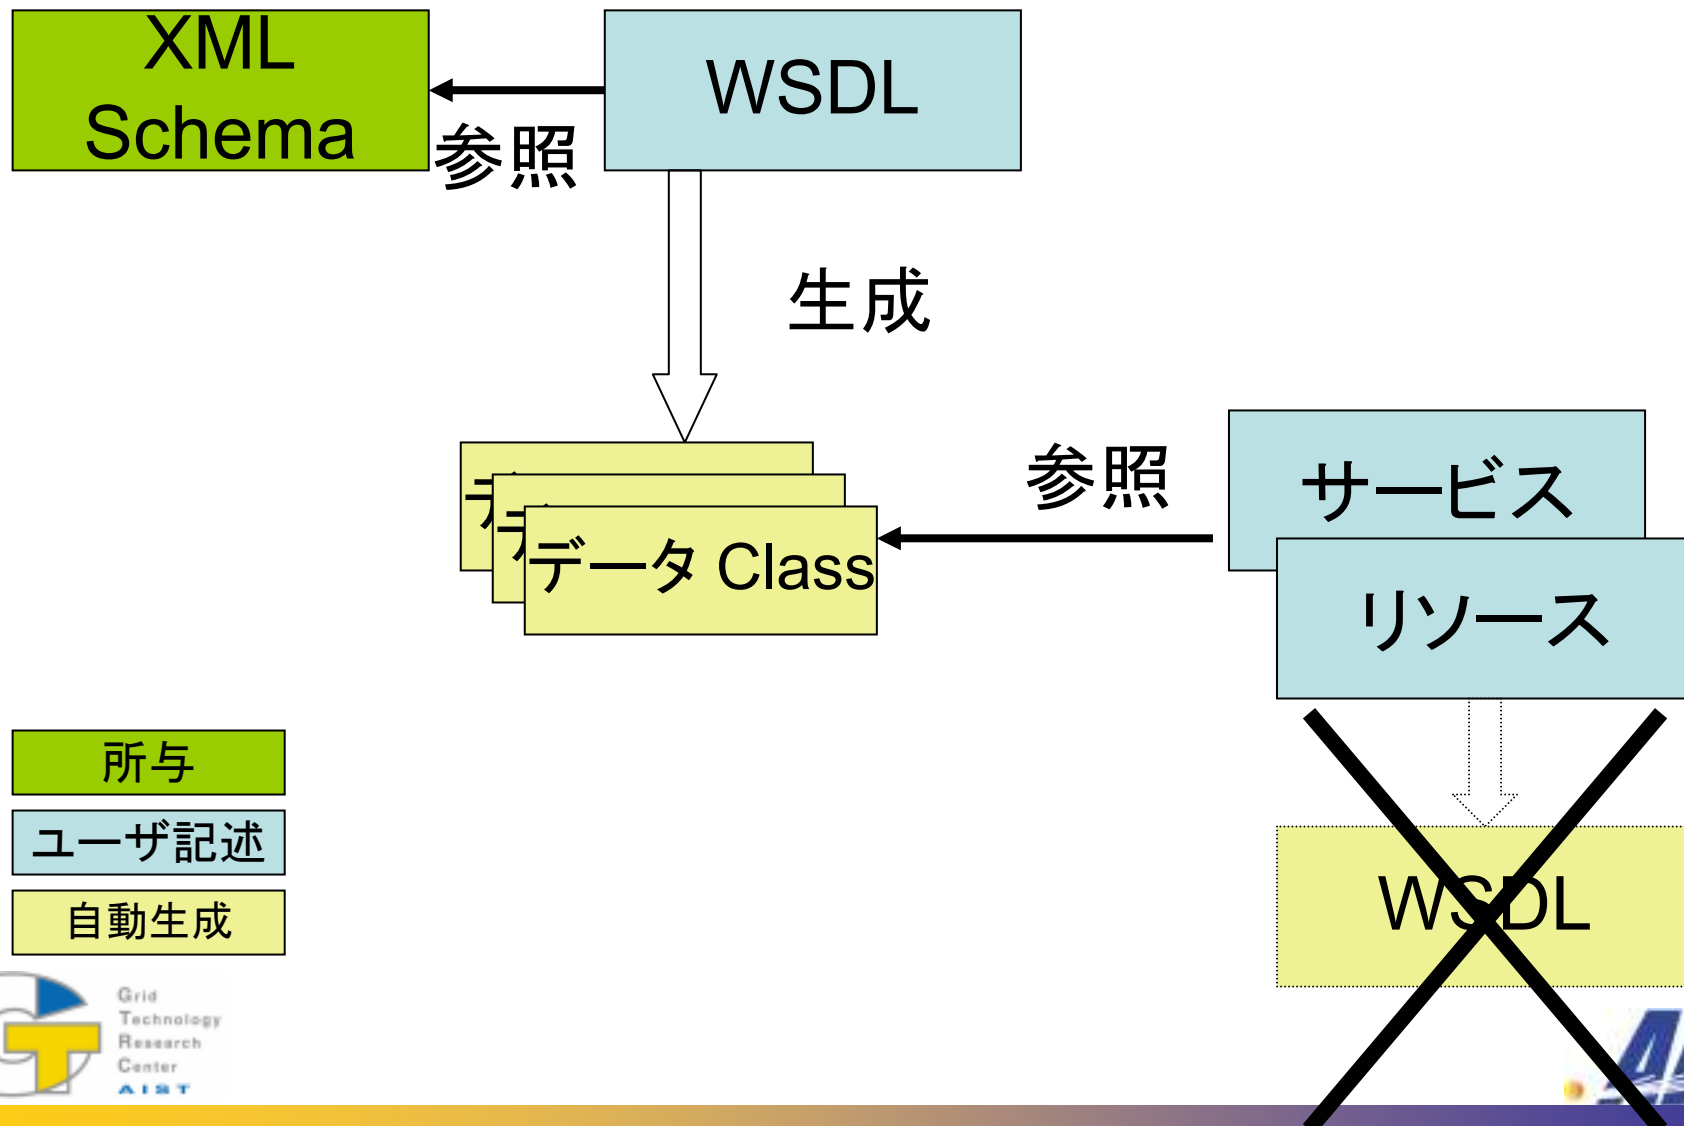 XML
Schema
WSDL
参照
生成
参照
サービス
デ
デ
データ Class
リソース
所与
ユーザ記述
自動生成
WSDL
Grid
Technology
Research
Center
AIST